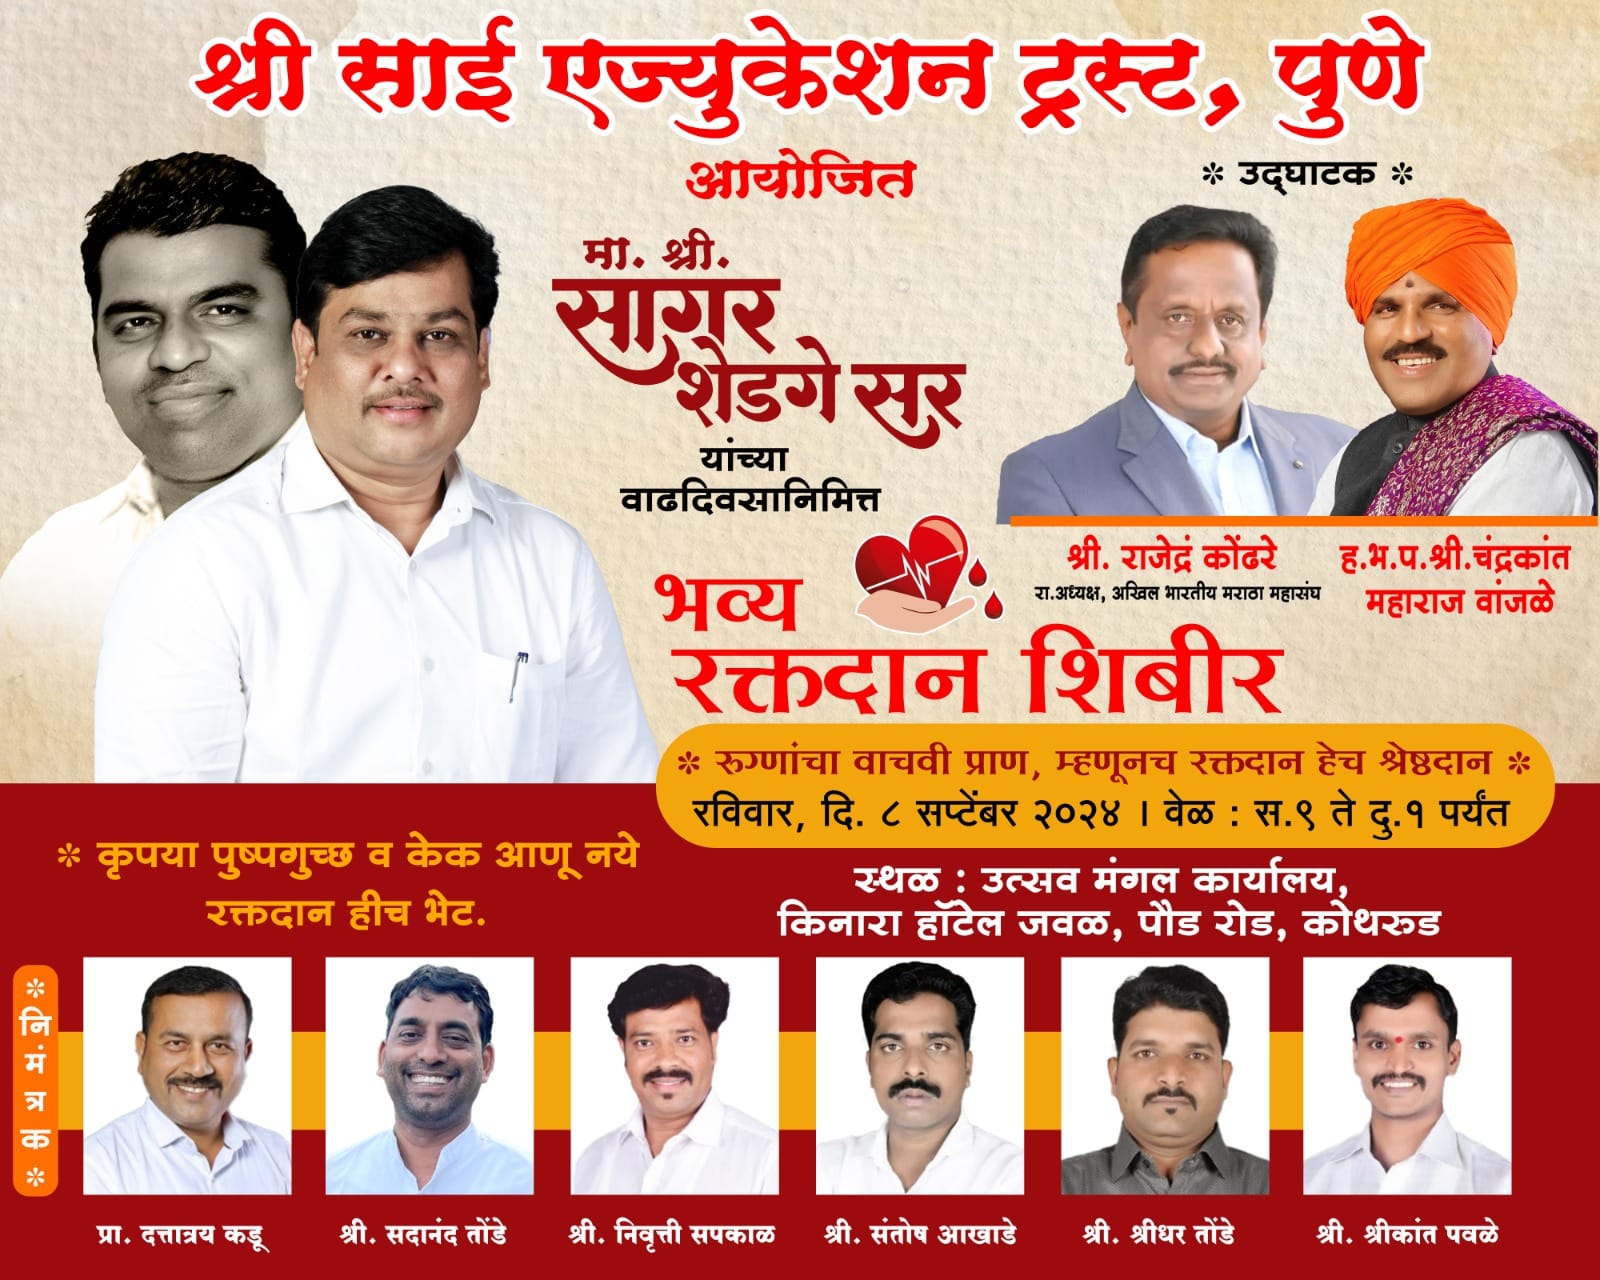 श्री साई एज्युकेशन ट्रस्ट, पुणे
आयोजित
मा. श्री.
सागर
शेडगे सर
यांच्या
वाढदिवसानिमित्त
❊ उद्‌घाटक ❊
श्री. राजेद्रं कोंढरे
रा.अध्यक्ष, अखिल भारतीय मराठा महासंघ
ह.भ.प.श्री.चंद्रकांत
महाराज वांजळे
भव्य
रक्तदान शिबीर
❊ रुग्णांचा वाचवी प्राण, म्हणूनच रक्तदान हेच श्रेष्ठदान ❊
रविवार, दि. ८ सप्टेंबर २०२४ । वेळ : स.९ ते दु.१ पर्यंत
❊ कृपया पुष्पगुच्छ व केक आणू नये
रक्तदान हीच भेट.
स्थळ : उत्सव मंगल कार्यालय,
किनारा हॉटेल जवळ, पौड रोड, कोथरुड
❊ निमंत्रक ❊
प्रा. दत्तात्रय कडू
श्री. सदानंद तोंडे
श्री. निवृत्ती सपकाळ
श्री. संतोष आखाडे
श्री. श्रीधर तोंडे
श्री. श्रीकांत पवळे